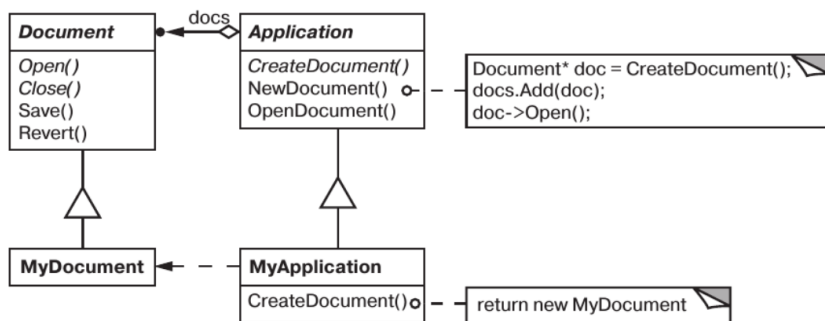 docs
Document
Open()
Close()
Save()
Revert()
Application
CreateDocument()
NewDocument()
OpenDocument()
Document* doc = CreateDocument();
docs.Add(doc);
doc->Open();
MyDocument
MyApplication
CreateDocument()
return new MyDocument